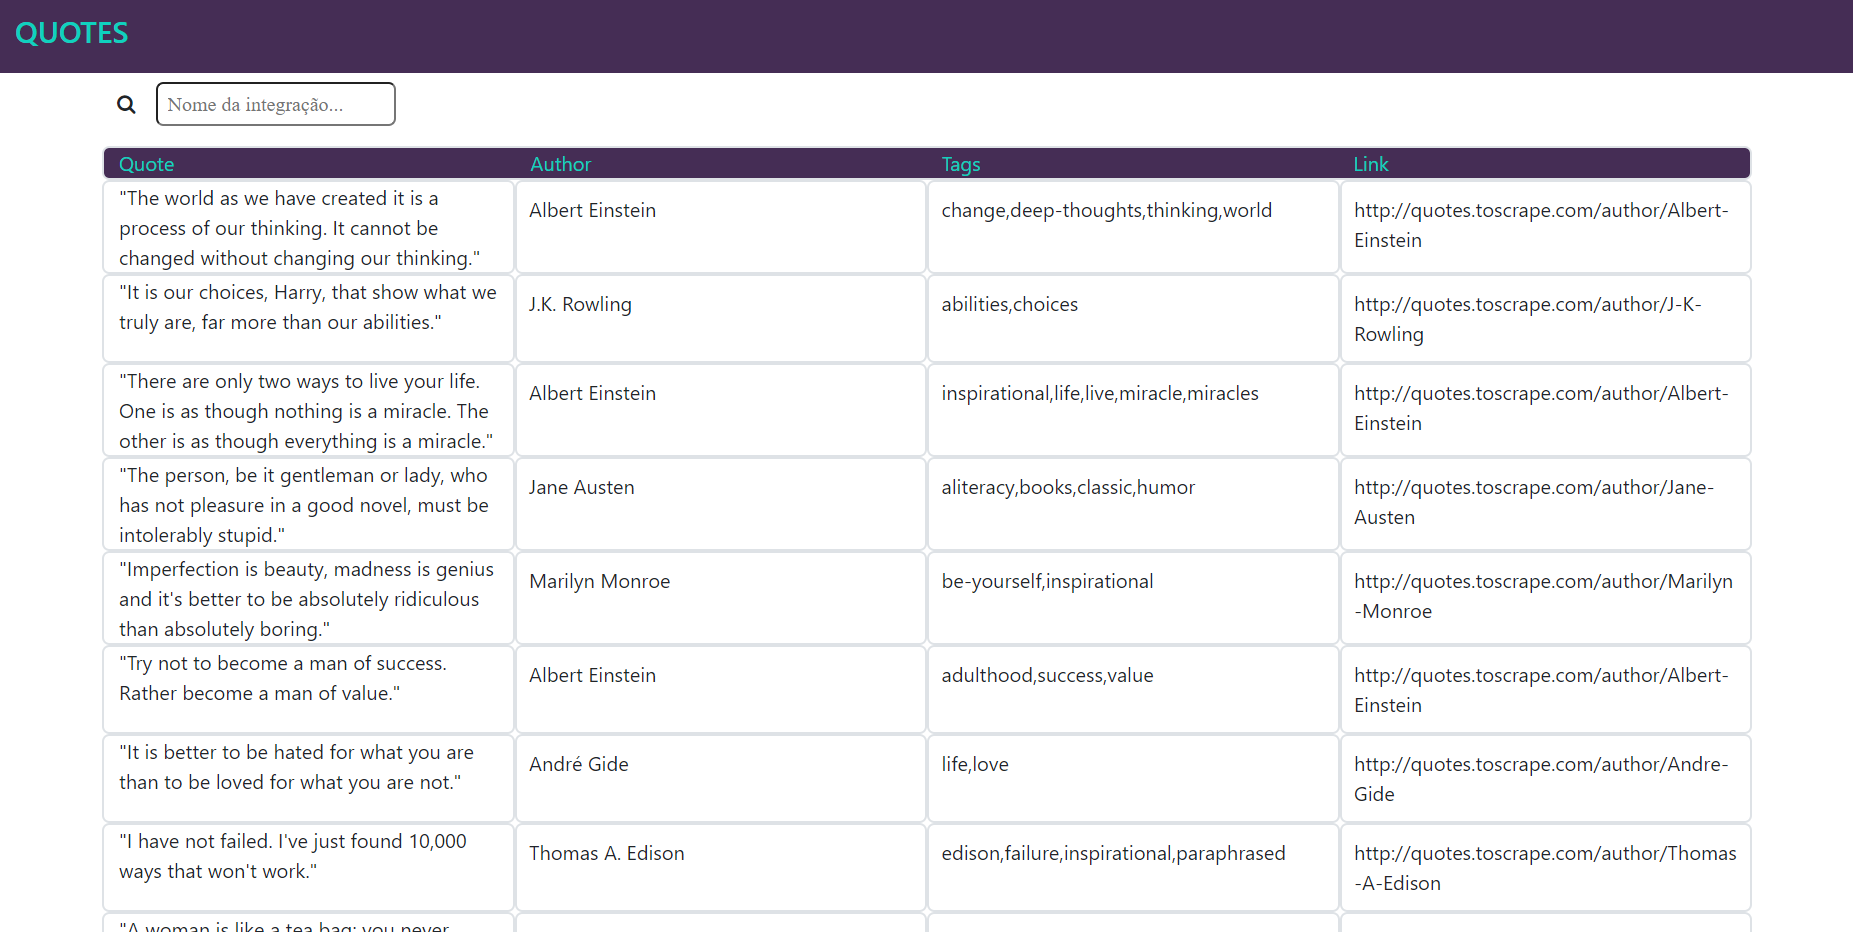 QUOTES
Nome da integração...
Quote Author Tags Link
"The world as we have created it is a
process of our thinking. It cannot be
changed without changing our thinking."
Albert Einstein
change,deep-thoughts,thinking,world
http://quotes.toscrape.com/author/Albert-
Einstein
"It is our choices, Harry, that show what we
truly are, far more than our abilities."
J.K. Rowling
abilities,choices
http://quotes.toscrape.com/author/J-K-
Rowling
"There are only two ways to live your life.
One is as though nothing is a miracle. The
other is as though everything is a miracle."
Albert Einstein
inspirational,life,live,miracle,miracles
http://quotes.toscrape.com/author/Albert-
Einstein
"The person, be it gentleman or lady, who
has not pleasure in a good novel, must be
intolerably stupid."
Jane Austen
aliteracy,books,classic,humor
http://quotes.toscrape.com/author/Jane-
Austen
"Imperfection is beauty, madness is genius
and it's better to be absolutely ridiculous
than absolutely boring."
Marilyn Monroe
be-yourself,inspirational
http://quotes.toscrape.com/author/Marilyn
-Monroe
"Try not to become a man of success.
Rather become a man of value."
Albert Einstein
adulthood,success,value
http://quotes.toscrape.com/author/Albert-
Einstein
"It is better to be hated for what you are
than to be loved for what you are not."
André Gide
life,love
http://quotes.toscrape.com/author/Andre-
Gide
"I have not failed. I've just found 10,000
ways that won't work."
Thomas A. Edison
edison,failure,inspirational,paraphrased
http://quotes.toscrape.com/author/Thomas
-A-Edison
"A woman is like a tea bag; you never